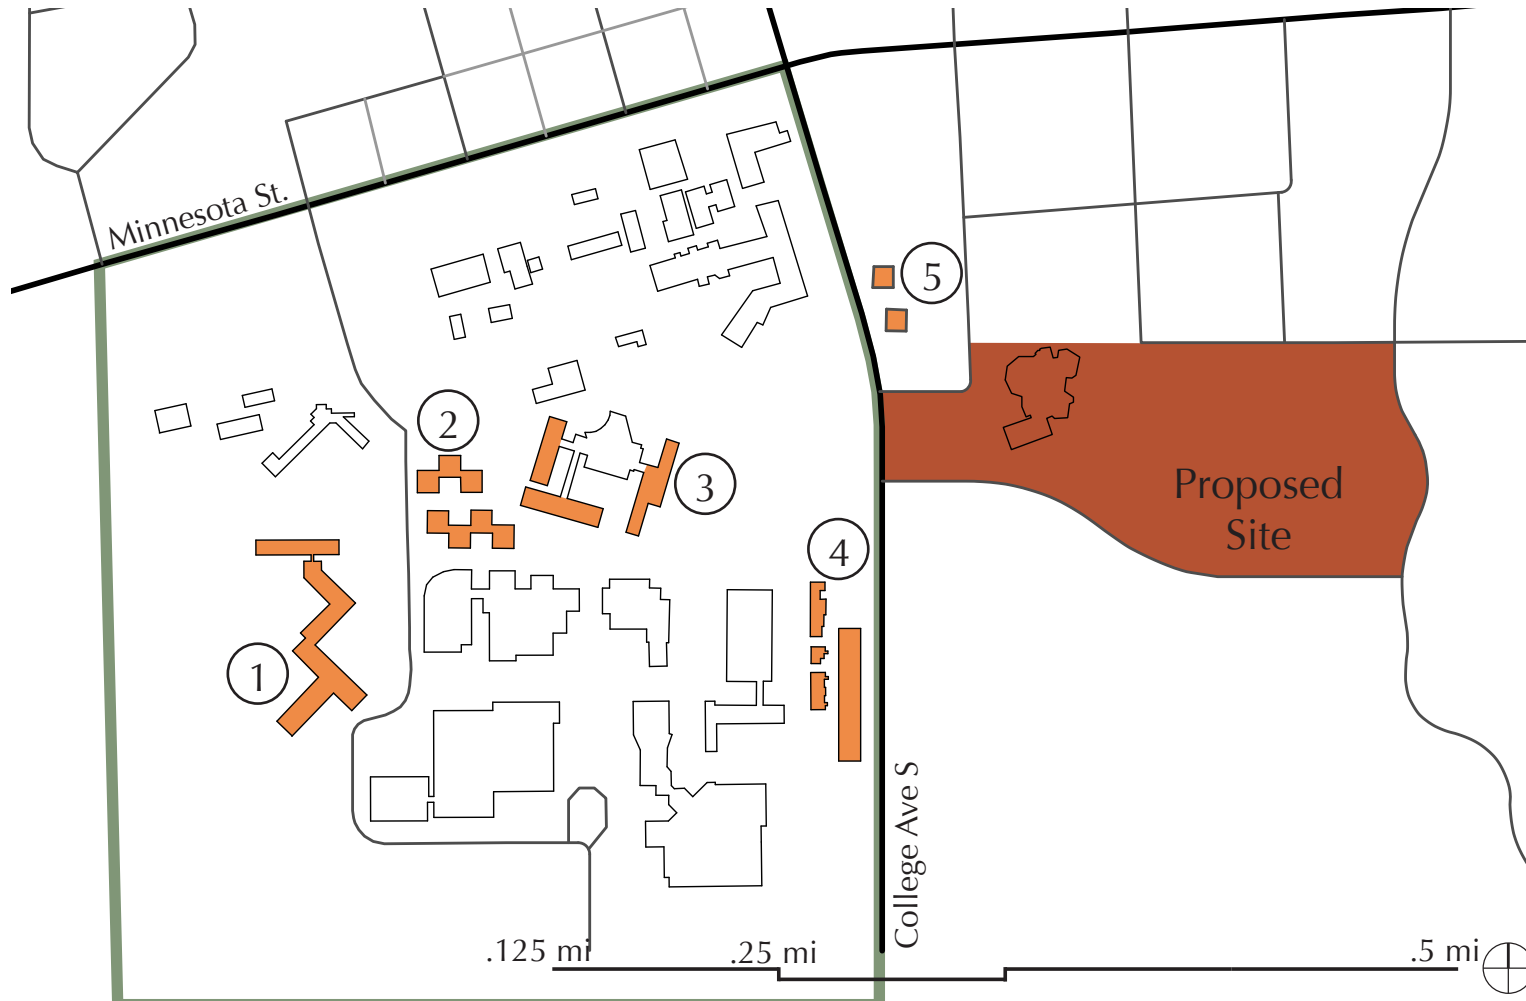 Minnesota St.
5
2
3
Proposed
Site
4
1
College Ave S
.125 mi
.25 mi
.5 mi